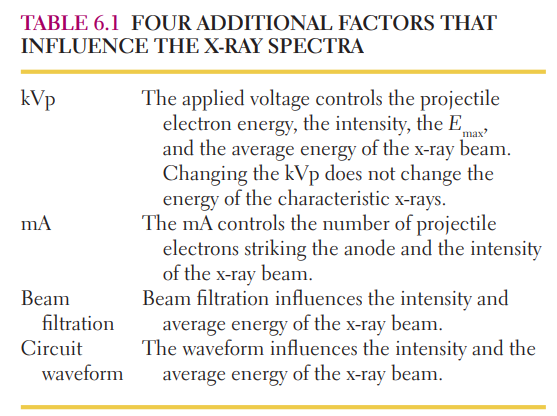 TABLE 6.1 FOUR ADDITIONAL FACTORS THAT
INFLUENCE THE X-RAY SPECTRA
kVp The applied voltage controls the projectile
electron energy, the intensity, the Emax,
and the average energy of the x-ray beam.
Changing the kVp does not change the
energy of the characteristic x-rays.
mA The mA controls the number of projectile
electrons striking the anode and the intensity
of the x-ray beam.
Beam Beam filtration influences the intensity and
filtration average energy of the x-ray beam.
Circuit The waveform influences the intensity and the
waveform average energy of the x-ray beam.